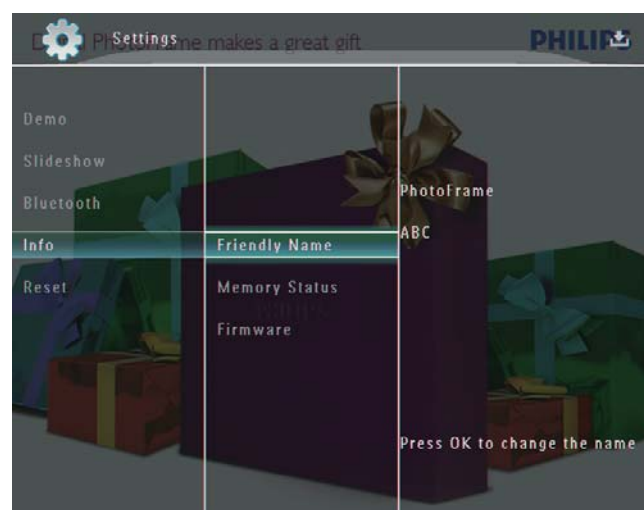 Settings
Digital PhotoFrame makes a great gift
PHILIPS
Demo
Slideshow
Bluetooth
Info
Reset
Friendly Name
Memory Status
Firmware
PhotoFrame
ABC
Press OK to change the name